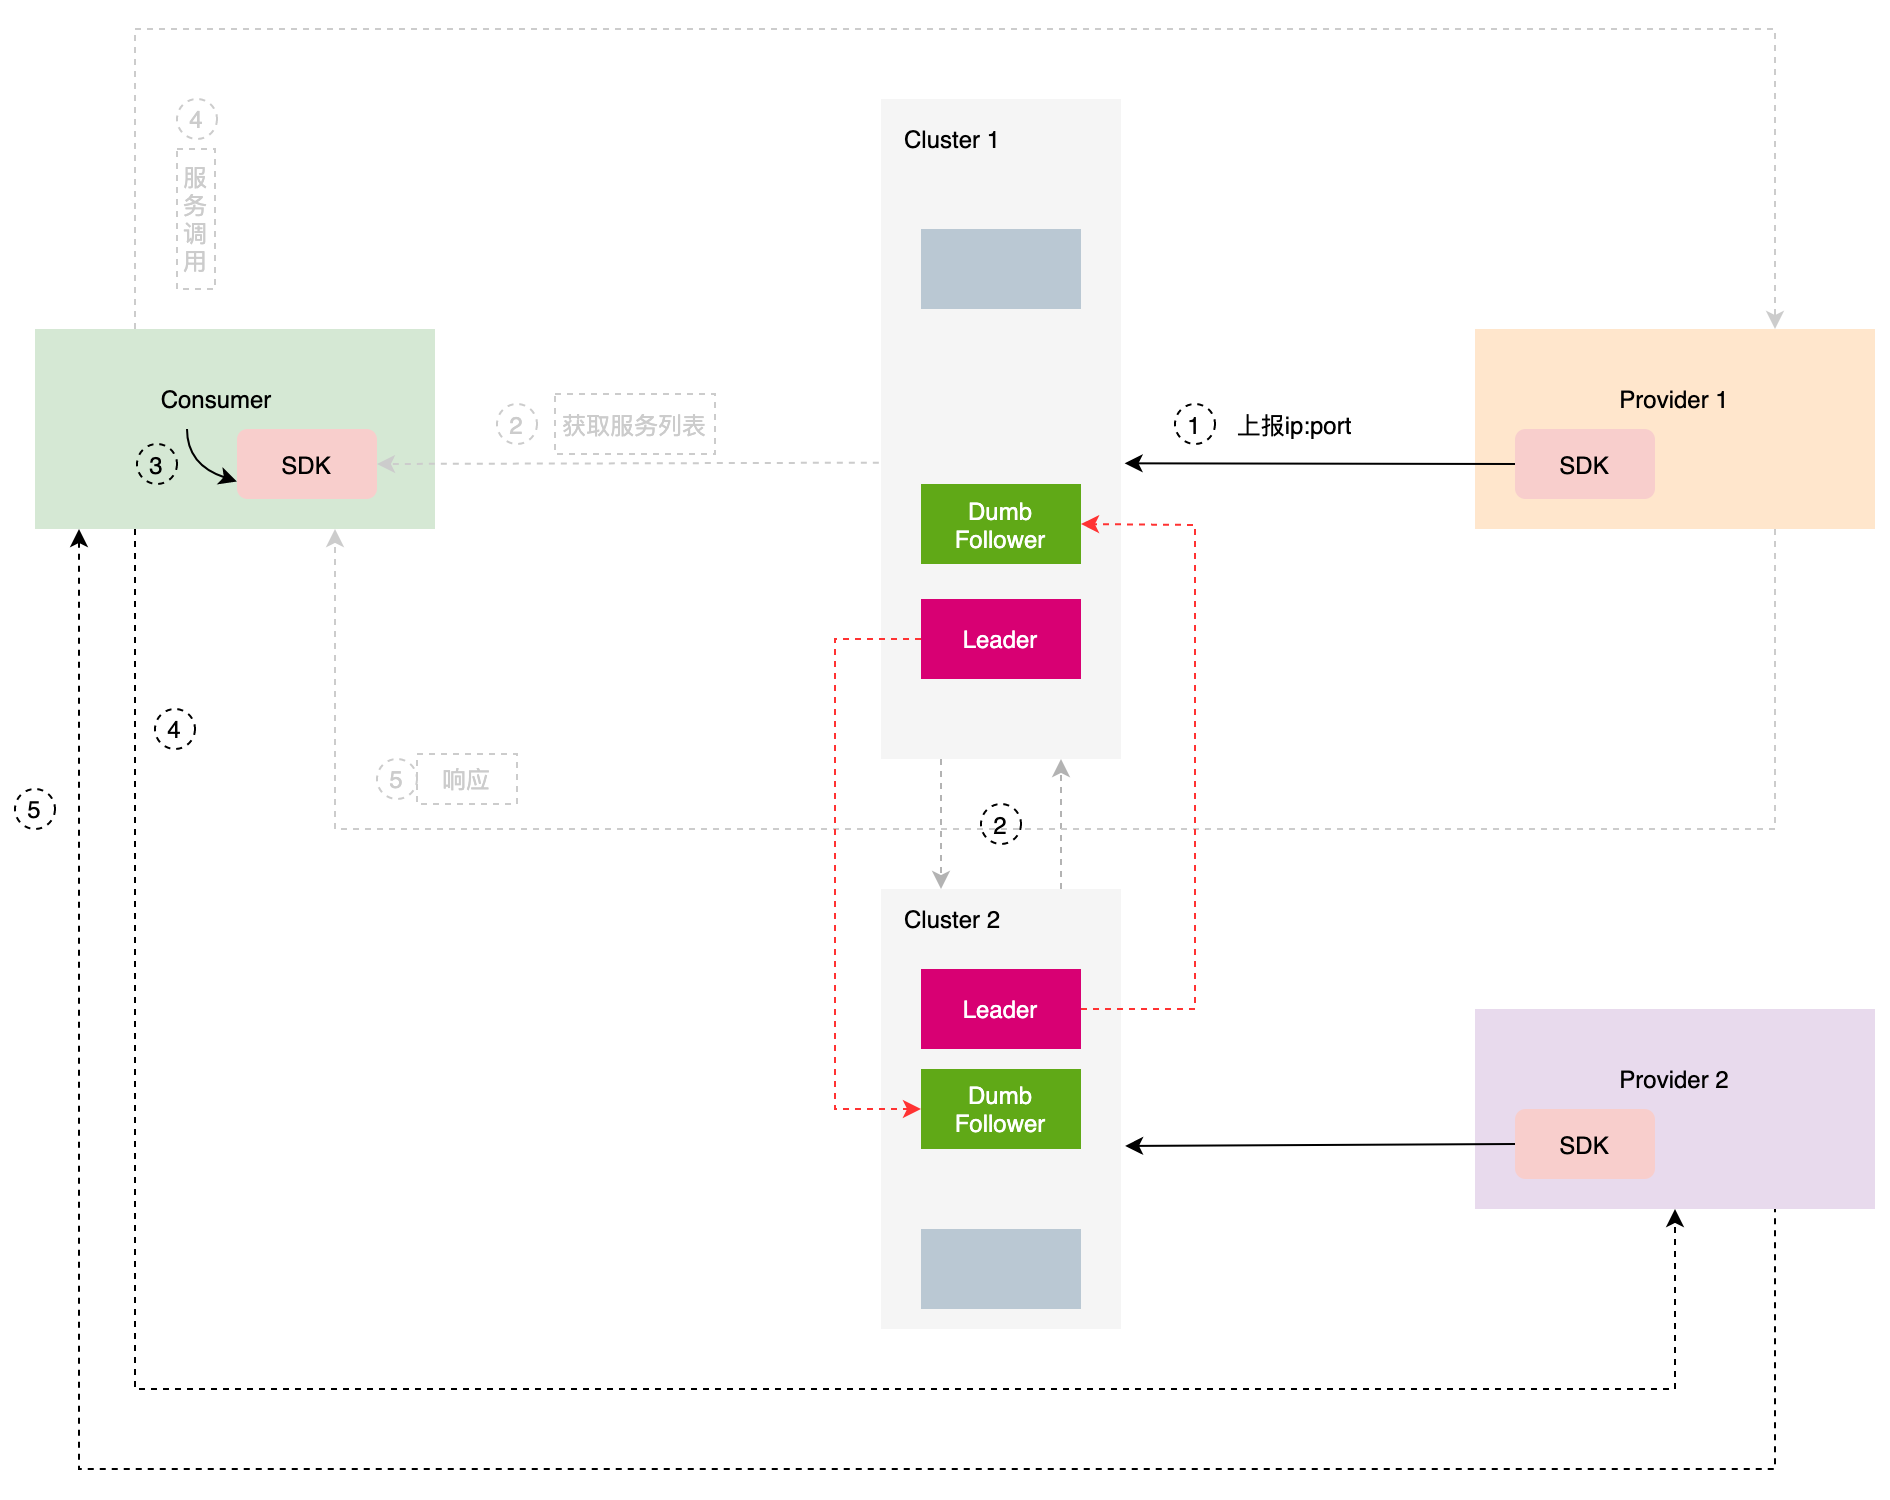 4
服
务
调
用
Cluster 1
Consumer
3
SDK
2
获取服务列表
1
上报ip:port
Provider 1
SDK
Dumb
Follower
Leader
4
5
5
响应
2
Cluster 2
Leader
Dumb
Follower
Provider 2
SDK